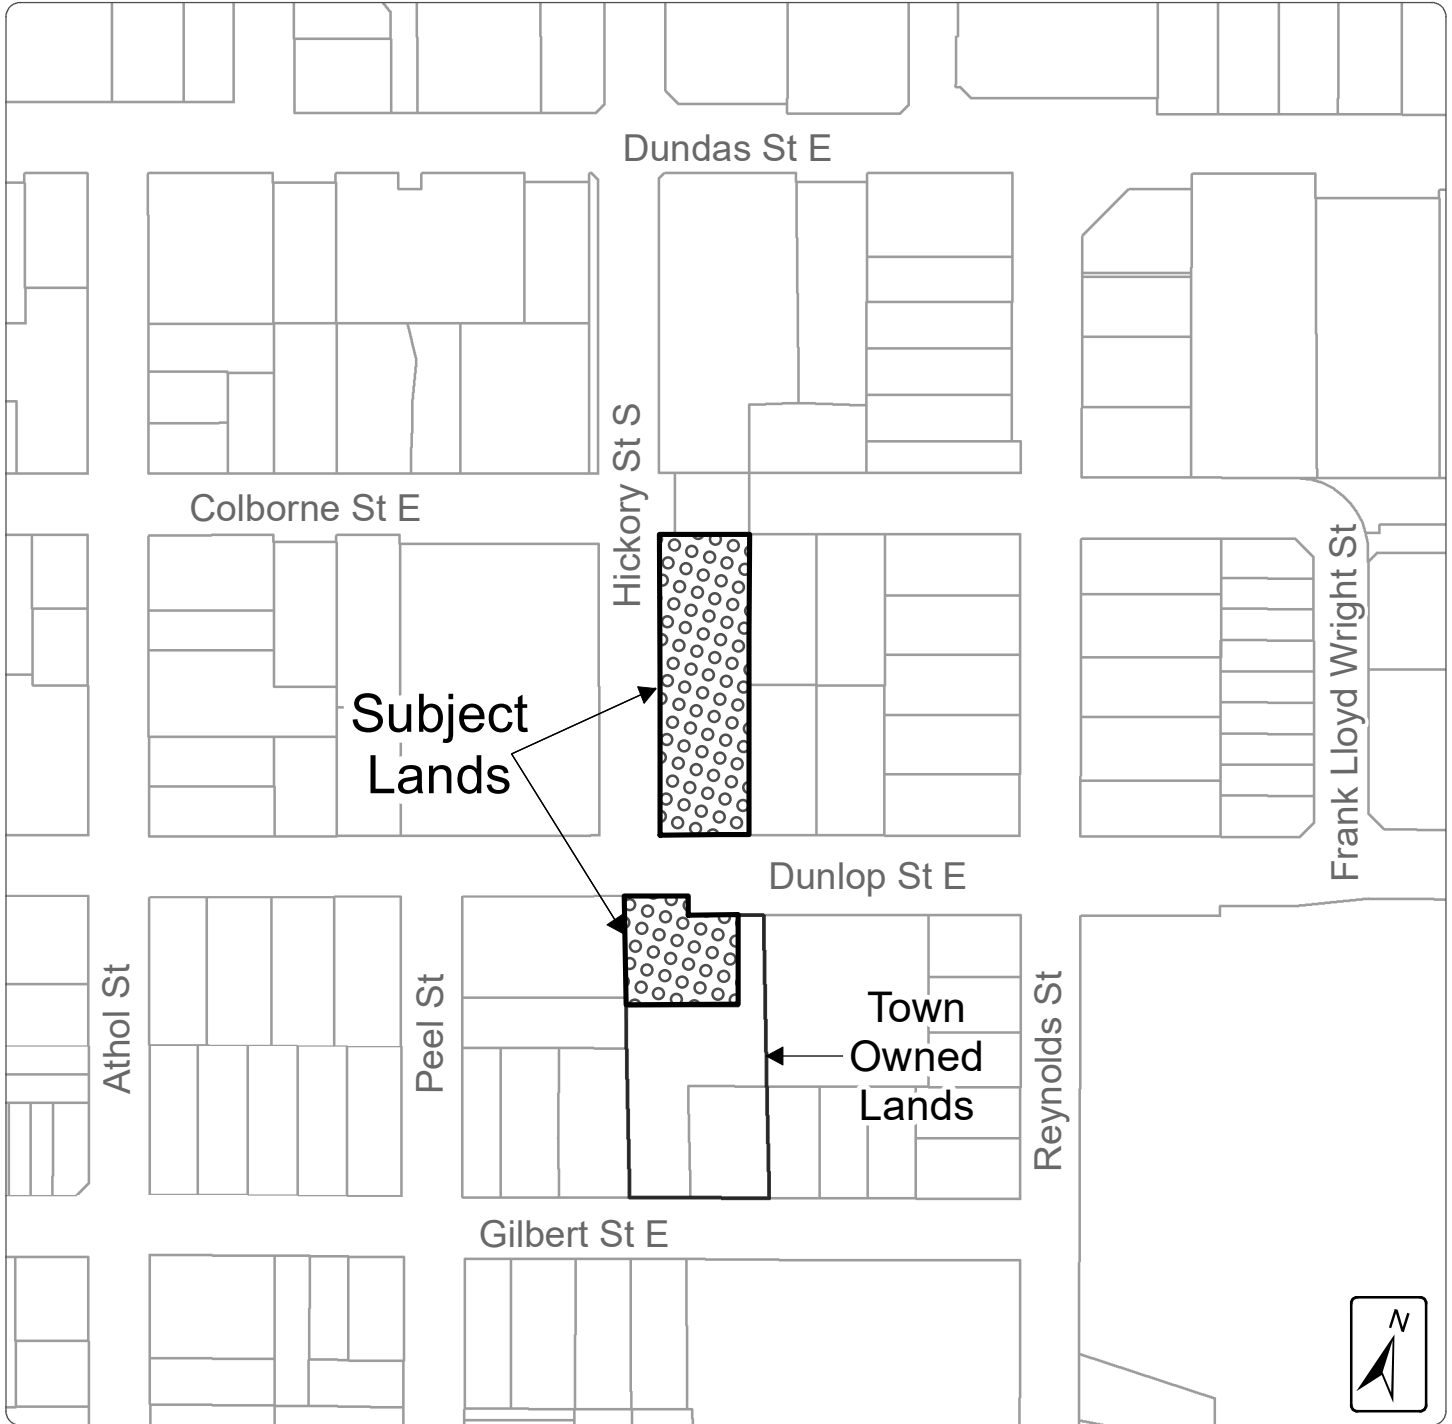 Dundas St E
Hickory St S
Colborne St E
Frank Lloyd Wright St
Subject
Lands
Dunlop St E
Athol St
Peel St
Town
Owned
Lands
Reynolds St
Gilbert St E
N